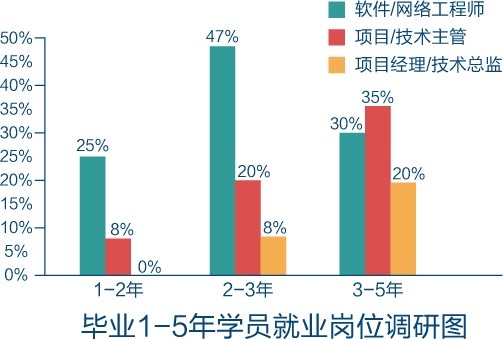 软件/网络工程师
项目/技术主管
项目经理/技术总监
50%
45%
40%
35%
30%
25%
20%
15%
10%
5%
0%
25%
8%
0%
47%
20%
8%
30%
35%
20%
1-2年
2-3年
3-5年
毕业1-5年学员就业岗位调研图